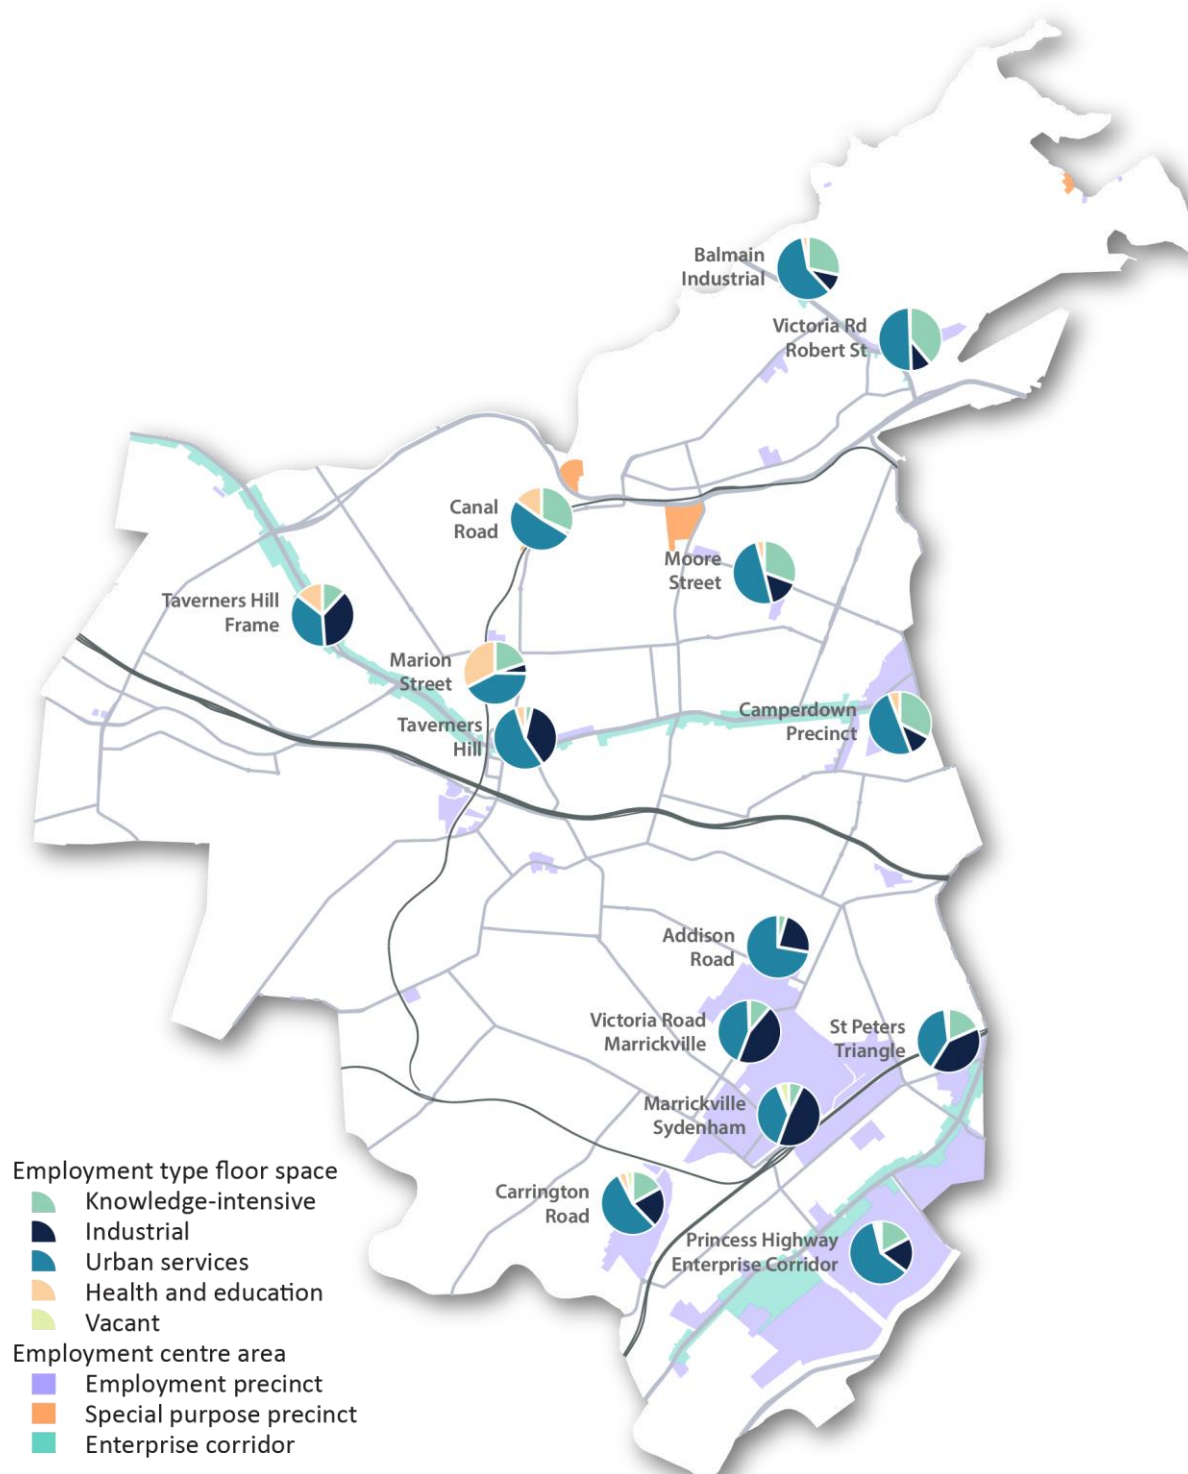 Balmain
Industrial
Victoria Rd
Robert St
Canal
Road
Moore
Street
Taverners Hill
Frame
Marion
Street
Taverners
Hill
Camperdown
Precinct
Addison
Road
Victoria Road
Marrickville
St Peters
Triangle
Marrickville
Sydenham
Carrington
Road
Princess Highway
Enterprise Corridor
Employment type floor space
Knowledge-intensive
Industrial
Urban services
Health and education
Vacant
Employment centre area
Employment precinct
Special purpose precinct
Enterprise corridor